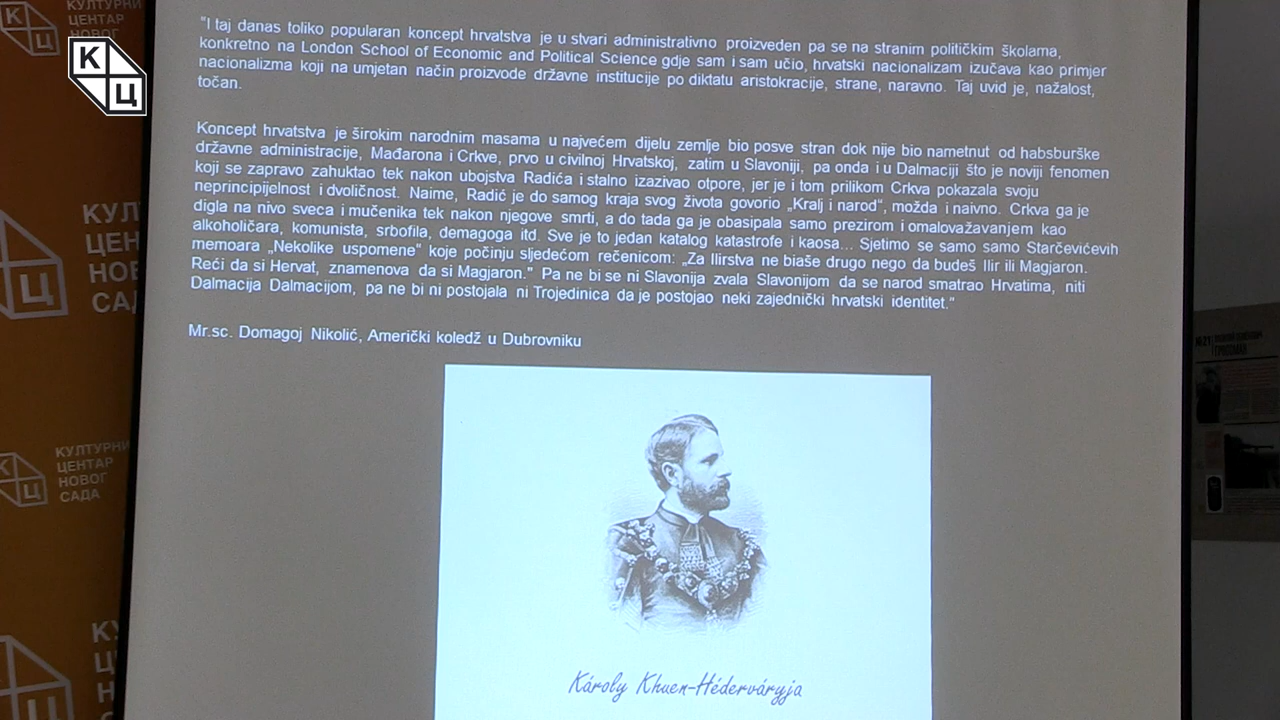 К
Ц
"I taj danas toliko popularan koncept hrvatstva je u stvari administrativno proizveden pa se na stranim političkim školama,
konkretno na London School of Economic and Political Science gdje sam i sam učio, hrvatski nacionalizam izučava kao primjer
nacionalizma koji na umjetan način proizvode državne institucije po diktatu aristokracije, strane, naravno. Taj uvid je, nažalost,
točan.
Koncept hrvatstva je širokim narodnim masama u najvećem dijelu zemlje bio posve stran dok nije bio nametnut od habsburške
državne administracije, Mađarona i Crkve, prvo u civilnoj Hrvatskoj, zatim u Slavoniji, pa onda i u Dalmaciji što je noviji fenomen
koji se zapravo zahuktao tek nakon ubojstva Radića i stalno izazivao otpore, jer je i tom prilikom Crkva pokazala svoju
neprincipijelnost i dvoličnost. Naime, Radić je do samog kraja svog života govorio „Kralj i narod“, možda i naivno. Crkva ga je
digla na nivo sveca i mučenika tek nakon njegove smrti, a do tada ga je obasipala samo prezirom i omalovažavanjem kao
alkoholičara, komunista, srbofila, demagoga itd. Sve je to jedan katalog katastrofe i kaosa... Sjetimo se samo samo Starčevićevih
memoara „Nekolike uspomene“ koje počinju sljedećom rečenicom: „Za Ilirstva ne biaše drugo nego da budeš Ilir ili Magjaron.
Reći da si Hervat, znamenova da si Magjaron." Pa ne bi se ni Slavonija zvala Slavonijom da se narod smatrao Hrvatima, niti
Dalmacija Dalmacijom, pa ne bi ni postojala ni Trojedinica da je postojao neki zajednički hrvatski identitet."
Mr.sc. Domagoj Nikolić, Američki koledž u Dubrovniku
Károly Khuen-Héderváryja
КУЛТУРНИ
ЦЕНТАР
НОВОГ
САДА